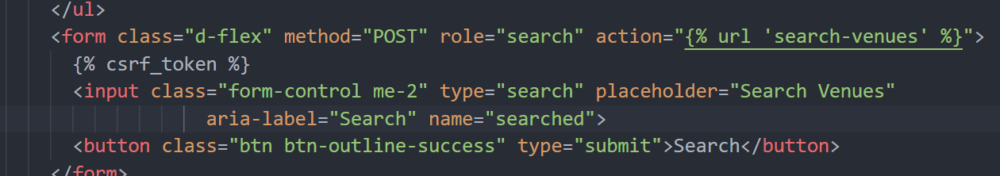 </ul>
<form class="d-flex" method="POST" role="search" action="{% url 'search-venues' %}">
{% csrf_token %}
<input class="form-control me-2" type="search" placeholder="Search Venues"
aria-label="Search" name="searched">
<button class="btn btn-outline-success" type="submit">Search</button>
</form>